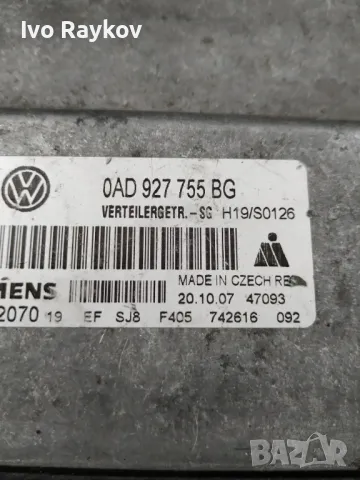 Ivo Raykov
0AD 927 755 BG
VERTEILERGETR.-SG H19/S0126
MADE IN CZECH RE
MENS
20.10.07 47093
2070 19 EF SJ8 F405 742616 092
BAZAR